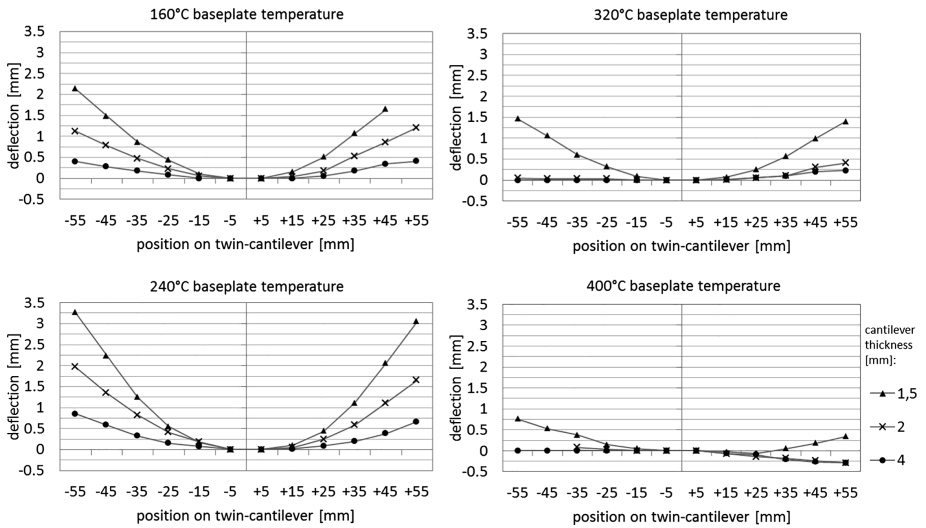 160°C baseplate temperature
3.5
3
2.5
2
1.5
1
0.5
0
-0.5
deflection [mm]
-55 -45 -35 -25 -15 -5 +5 +15 +25 +35 +45 +55
position on twin-cantilever [mm]
320°C baseplate temperature
3.5
3
2.5
2
1.5
1
0.5
0
-0.5
deflection [mm]
-55 -45 -35 -25 -15 -5 +5 +15 +25 +35 +45 +55
position on twin-cantilever [mm]
240°C baseplate temperature
3.5
3
2.5
2
1.5
1
0.5
0
-0.5
deflection [mm]
-55 -45 -35 -25 -15 -5 +5 +15 +25 +35 +45 +55
position on twin-cantilever [mm]
400°C baseplate temperature
3.5
3
2.5
2
1.5
1
0.5
0
-0.5
deflection [mm]
-55 -45 -35 -25 -15 -5 +5 +15 +25 +35 +45 +55
position on twin-cantilever [mm]
cantilever
thickness
[mm]:
1,5
2
4